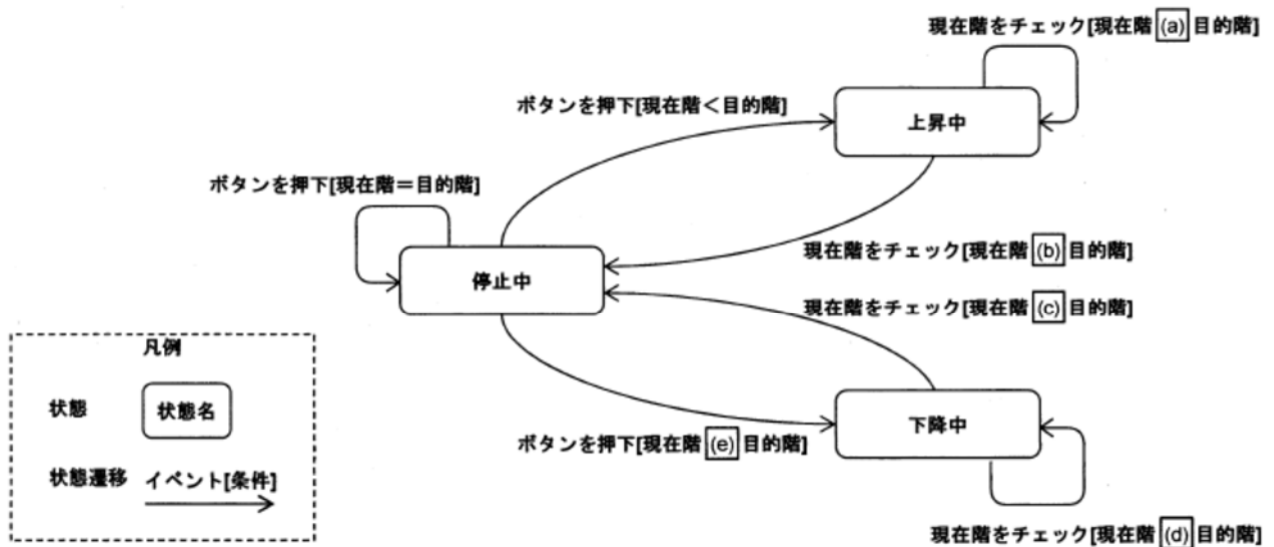 現在階をチェック[現在階 (a) 目的階]
ボタンを押下[現在階＜目的階]
上昇中
ボタンを押下[現在階＝目的階]
現在階をチェック[現在階 (b) 目的階]
停止中
現在階をチェック[現在階 (c) 目的階]
凡例
状態
状態名
下降中
ボタンを押下[現在階 (e) 目的階]
状態遷移
イベント[条件]
現在階をチェック[現在階 (d) 目的階]